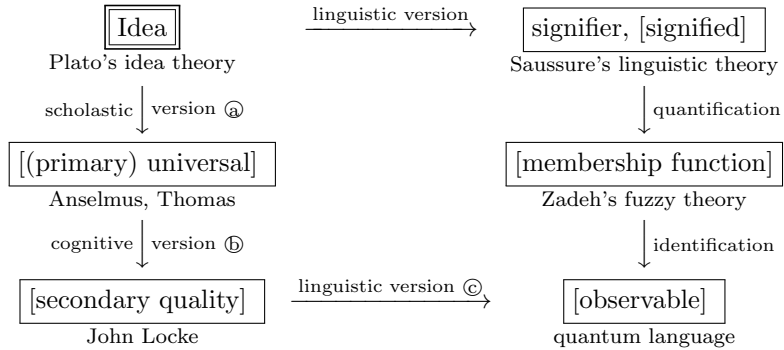 Idea
linguistic version
signifier, [signified]
Plato's idea theory
Saussure's linguistic theory
scholastic version ⓐ
quantification
[(primary) universal]
[membership function]
Anselmus, Thomas
Zadeh's fuzzy theory
cognitive version ⓑ
identification
[secondary quality]
linguistic version ⓒ
[observable]
John Locke
quantum language